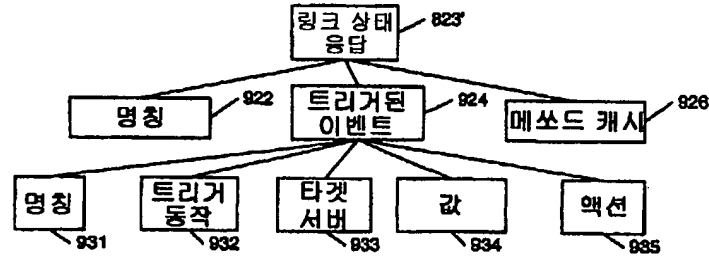 링크 상태
응답
823'
명칭
922
트리거된
이벤트
924
메쏘드 캐시
926
명칭
931
트리거
동작
932
타겟
서버
933
값
934
액션
935